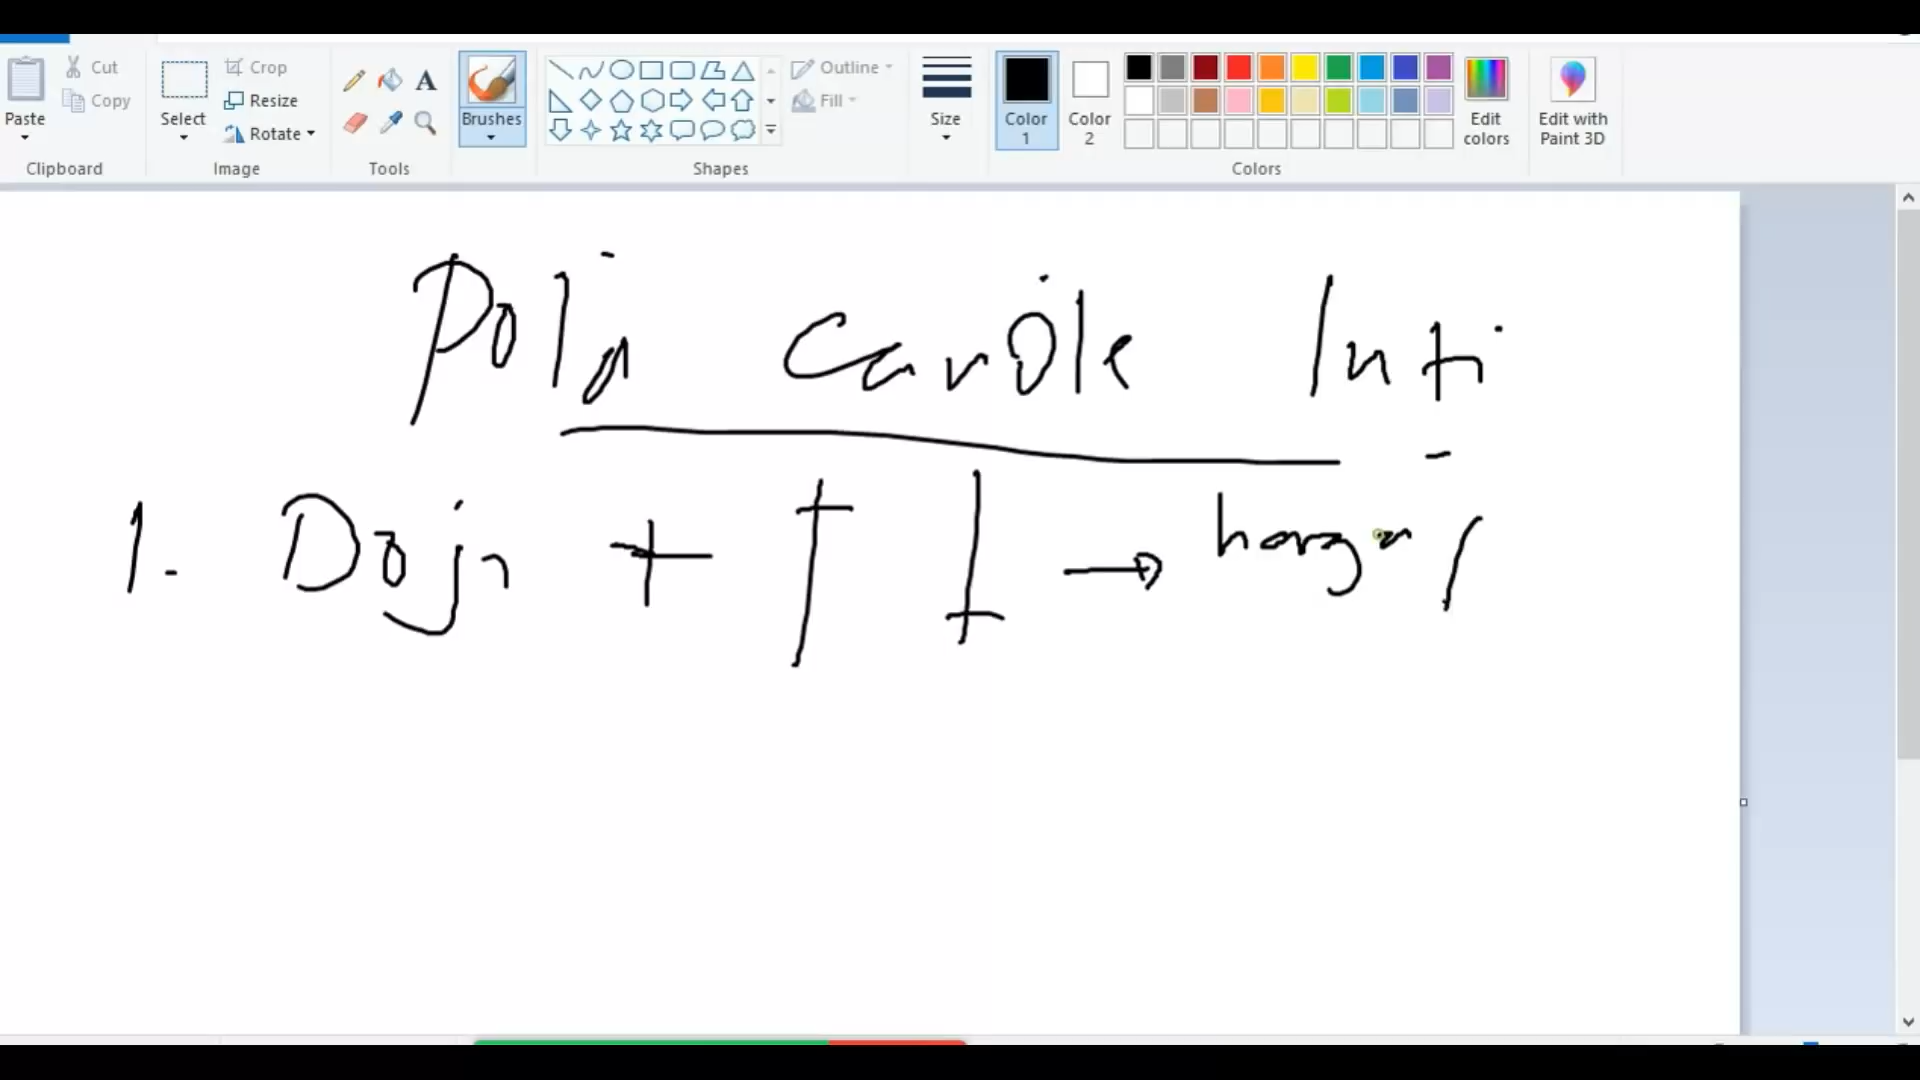 Cut
Copy
Paste
Clipboard
Crop
Resize
Rotate
Select
Image
Tools
Brushes
Shapes
Outline
Fill
Size
Color 1
Color 2
Edit colors
Colors
Edit with Paint 3D
Pola Candle Inti
1. Doji → harga